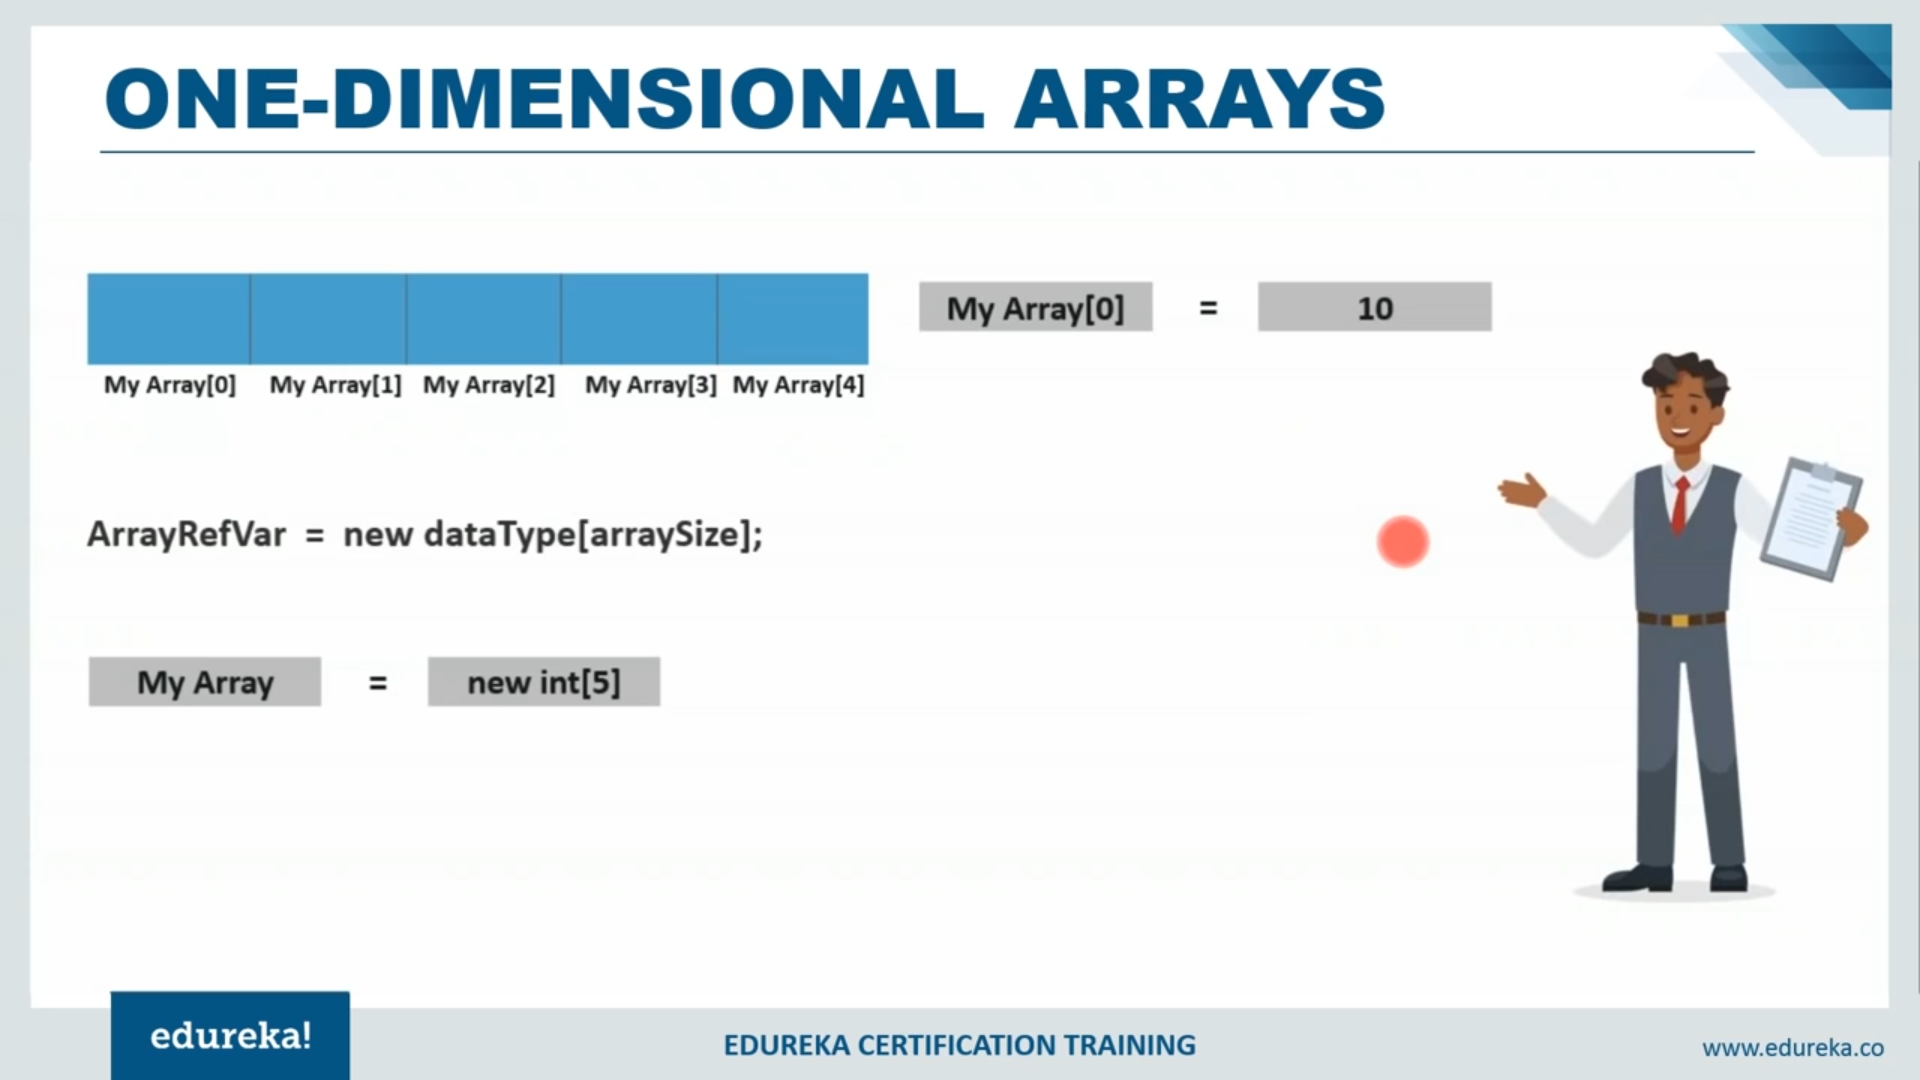 ONE-DIMENSIONAL ARRAYS
My Array[0] = 10
My Array[0] My Array[1] My Array[2] My Array[3] My Array[4]
ArrayRefVar = new dataType[arraySize];
My Array = new int[5]
edureka!
EDUREKA CERTIFICATION TRAINING
www.edureka.co